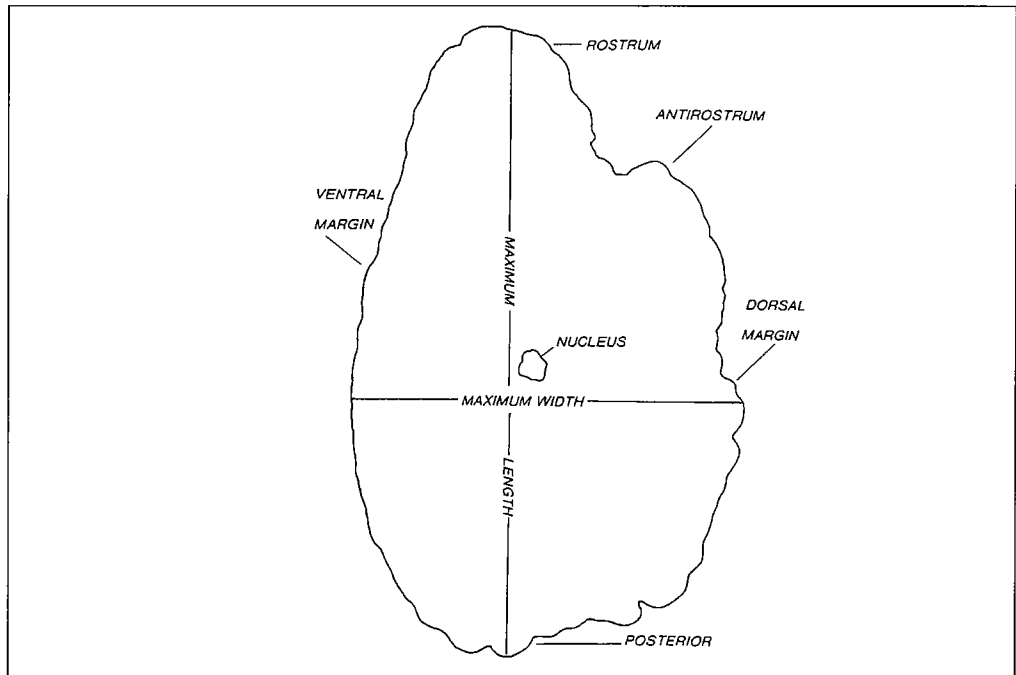 ROSTRUM
ANTIROSTRUM
VENTRAL
MARGIN
MAXIMUM
DORSAL
MARGIN
NUCLEUS
MAXIMUM WIDTH
LENGTH
POSTERIOR